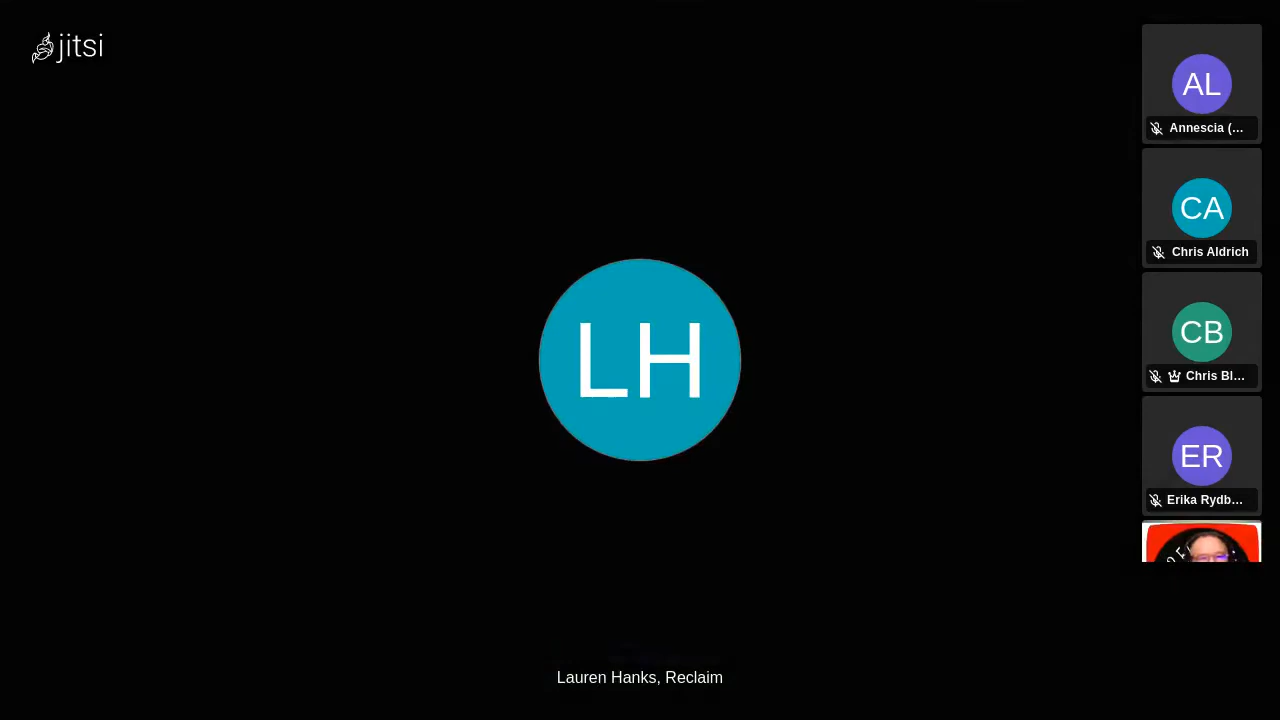 jitsi
AL
Annescia (...
CA
Chris Aldrich
CB
Chris Bl...
ER
Erika Rydb...
LH
Lauren Hanks, Reclaim